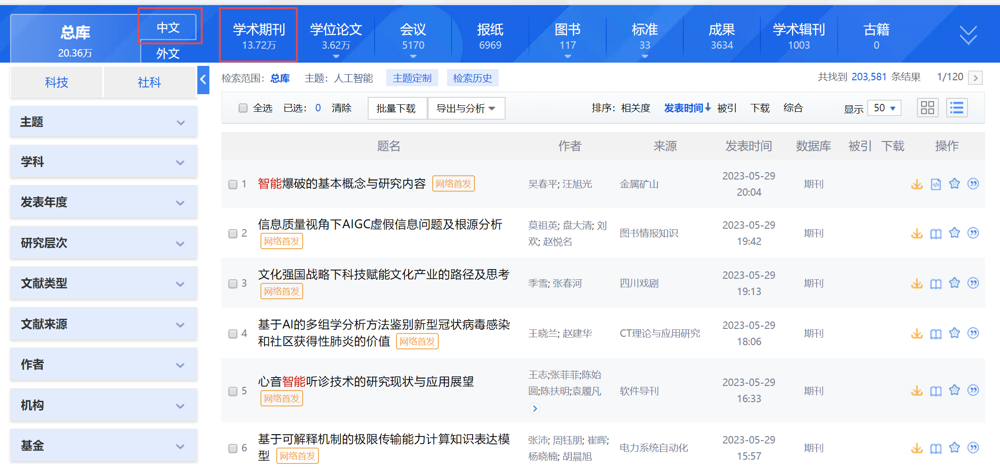 总库
20.36万
中文
外文
学术期刊
13.72万
学位论文
3.62万
会议
5170
报纸
6969
图书
117
标准
33
成果
3634
学术辑刊
1003
古籍
0
科技
社科
检索范围：总库 主题：人工智能 主题定制 检索历史
共找到 203,581 条结果 1/120
全选 已选：0 清除 批量下载 导出与分析
排序：相关度 发表时间 被引 下载 综合
显示 50
主题
学科
发表年度
研究层次
文献类型
文献来源
作者
机构
基金
题名 作者 来源 发表时间 数据库 被引 下载 操作
1 智能爆破的基本概念与研究内容 网络首发
吴春平; 汪旭光
金属矿山
2023-05-29
20:04
期刊
2 信息质量视角下AIGC虚假信息问题及根源分析
网络首发
莫祖英; 盘大清; 刘
欢; 赵悦名
图书情报知识
2023-05-29
19:42
期刊
3 文化强国战略下科技赋能文化产业的路径及思考
网络首发
季雪; 张春河
四川戏剧
2023-05-29
19:13
期刊
4 基于AI的多组学分析方法鉴别新型冠状病毒感染
和社区获得性肺炎的价值 网络首发
王晓兰; 赵建华
CT理论与应用研究
2023-05-29
18:06
期刊
5 心音智能听诊技术的研究现状与应用展望
网络首发
王志;张菲菲;陈始
圆;陈扶明;袁履凡
软件导刊
2023-05-29
16:33
期刊
6 基于可解释机制的极限传输能力计算知识表达模
型 网络首发
张沛; 周钰朋; 崔晖;
杨晓楠; 胡晨旭
电力系统自动化
2023-05-29
15:57
期刊